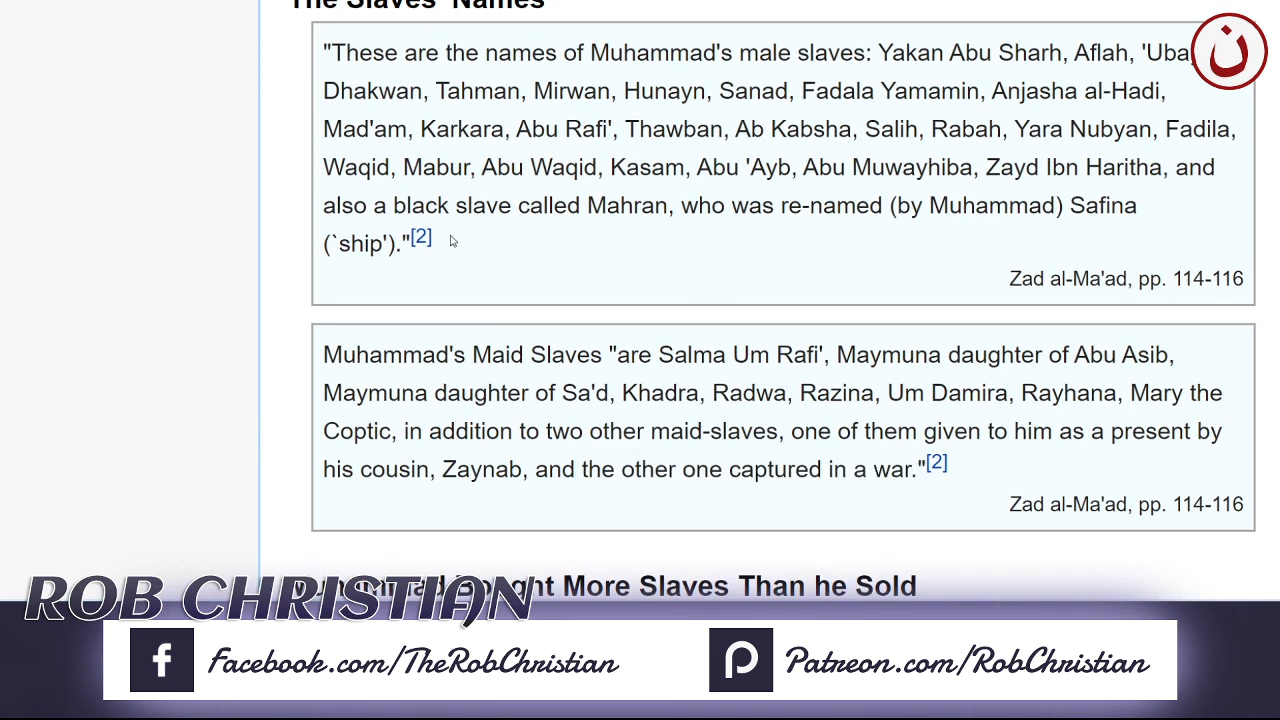 The Slaves' Names
"These are the names of Muhammad's male slaves: Yakan Abu Sharh, Aflah,
Dhakwan, Tahman, Mirwan, Hunayn, Sanad, Fadala Yamamin, Anjasha al-Hadi,
Mad'am, Karkara, Abu Rafi', Thawban, Ab Kabsha, Salih, Rabah, Yara Nubyan, Fadila,
Waqid, Mabur, Abu Waqid, Kasam, Abu 'Ayb, Abu Muwayhiba, Zayd Ibn Haritha, and
also a black slave called Mahran, who was re-named (by Muhammad) Safina
(`ship')."[2]
Zad al-Ma'ad, pp. 114-116
Muhammad's Maid Slaves "are Salma Um Rafi', Maymuna daughter of Abu Asib,
Maymuna daughter of Sa'd, Khadra, Radwa, Razina, Um Damira, Rayhana, Mary the
Coptic, in addition to two other maid-slaves, one of them given to him as a present by
his cousin, Zaynab, and the other one captured in a war."[2]
Zad al-Ma'ad, pp. 114-116
More Slaves Than he Sold
ROB CHRISTIAN
Facebook.com/TheRobChristian
Patreon.com/RobChristian
ن